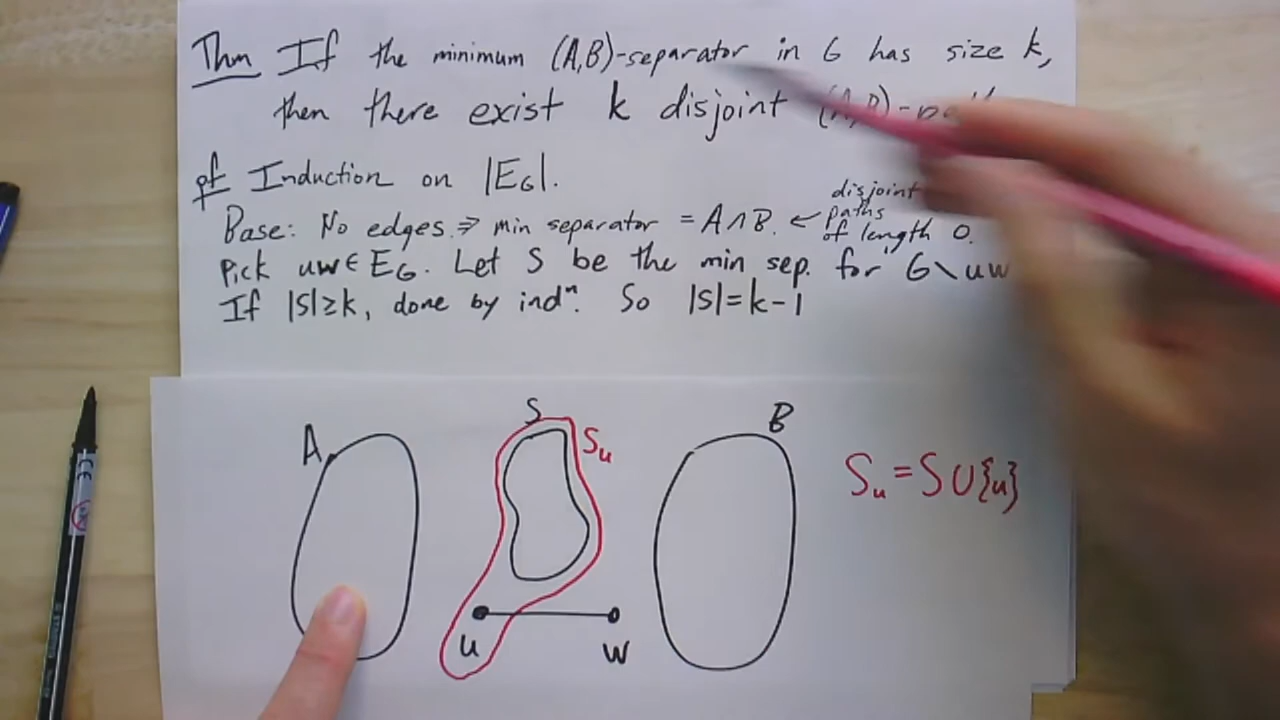 Thm If the minimum (A,B)-separator in G has size k,
then there exist k disjoint (A,B)-
pf Induction on |E_G|.
Base: No edges ⇒ min separator = A∩B. ← disjoint paths of length 0.
Pick uw∈E_G. Let S be the min sep. for G\uw
If |S|≥k, done by indⁿ. So |S|=k-1
A
S
S_u
B
S_u = S∪{u}
u
w
CE